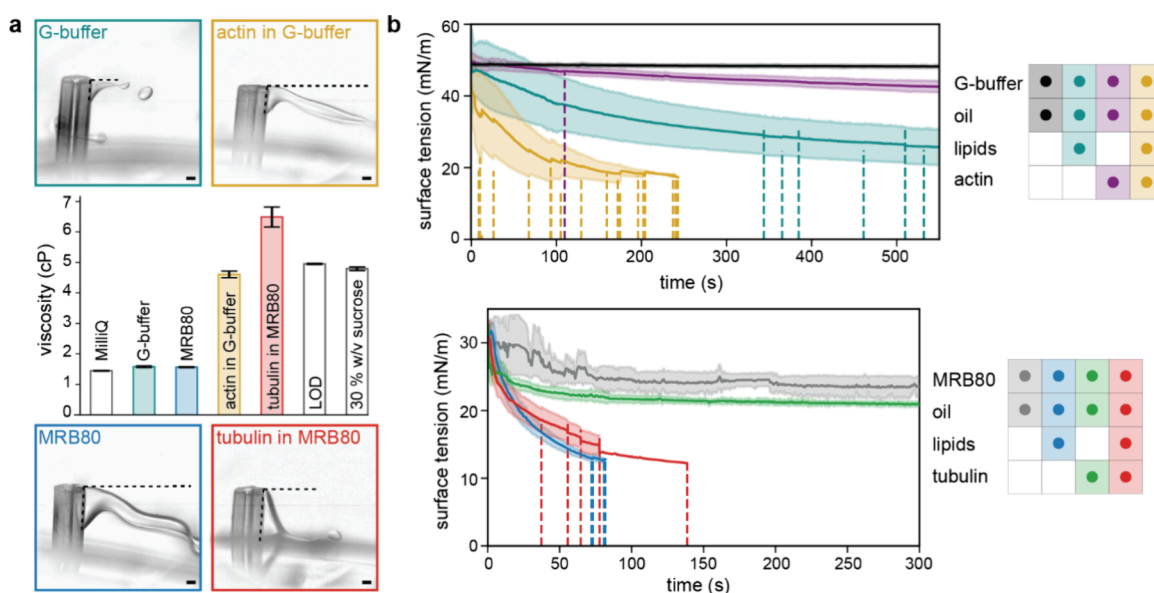 a
G-buffer
actin in G-buffer
viscosity (cP)
7
6
5
4
3
2
1
0
MilliQ
G-buffer
MRB80
actin in G-buffer
tubulin in MRB80
LOD
30 % w/v sucrose
MRB80
tubulin in MRB80
b
surface tension (mN/m)
60
40
20
0
0 100 200 300 400 500
time (s)
G-buffer
oil
lipids
actin
surface tension (mN/m)
30
20
10
0
0 50 100 150 200 250 300
time (s)
MRB80
oil
lipids
tubulin